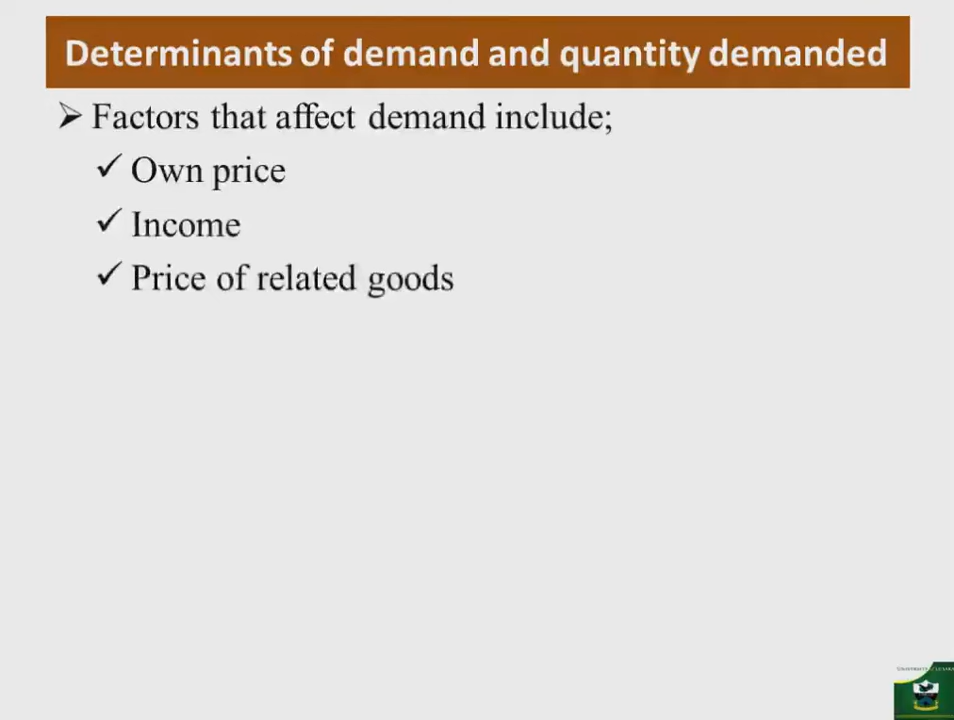 Determinants of demand and quantity demanded
➢ Factors that affect demand include;
✓ Own price
✓ Income
✓ Price of related goods